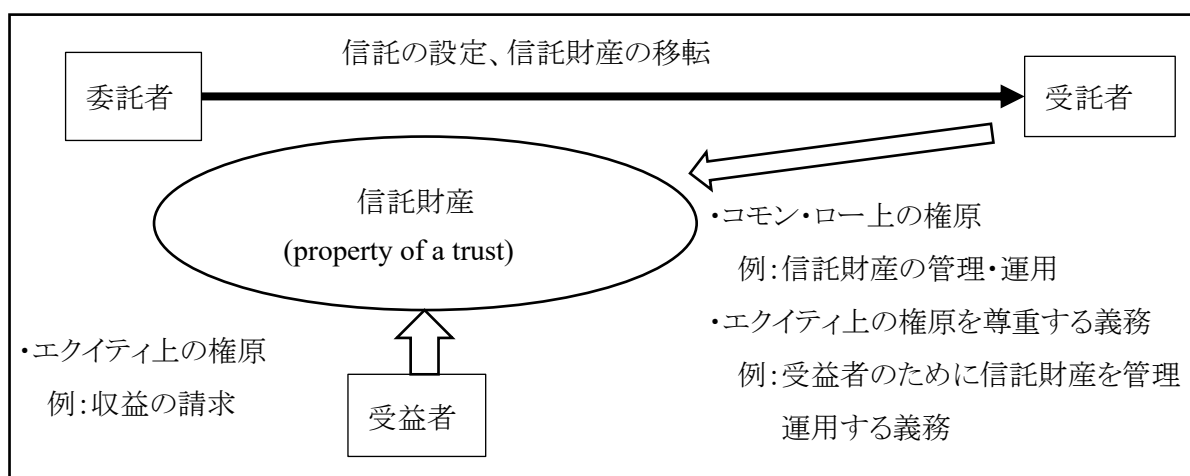 信託の設定、信託財産の移転
委託者
受託者
信託財産
(property of a trust)
・コモン・ロー上の権原
例：信託財産の管理・運用
・エクイティ上の権原を尊重する義務
例：受益者のために信託財産を管理
運用する義務
・エクイティ上の権原
例：収益の請求
受益者